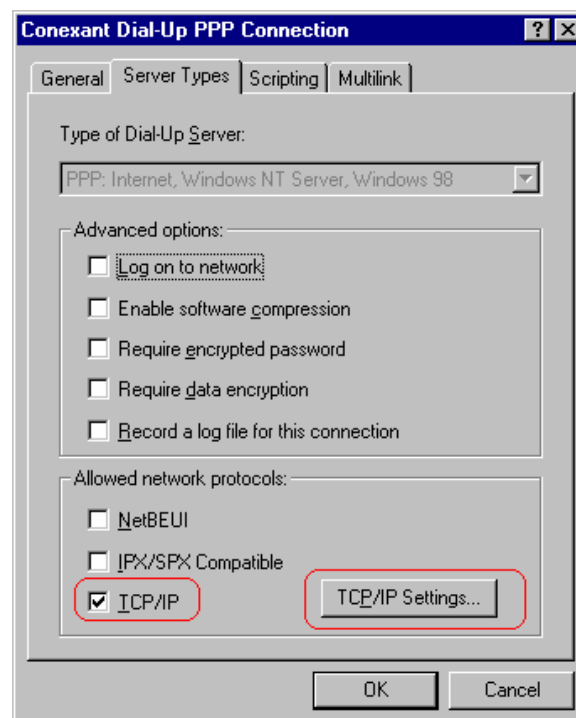 Conexant Dial-Up PPP Connection
General Server Types Scripting Multilink
Type of Dial-Up Server:
PPP: Internet, Windows NT Server, Windows 98
Advanced options:
Log on to network
Enable software compression
Require encrypted password
Require data encryption
Record a log file for this connection
Allowed network protocols:
NetBEUI
IPX/SPX Compatible
TCP/IP TCP/IP Settings...
OK Cancel